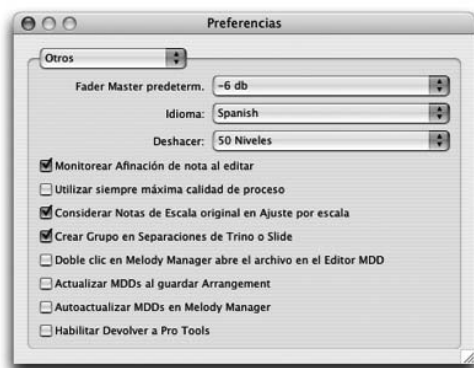 Preferencias
Otros
Fader Master predeterm. -6 db
Idioma: Spanish
Deshacer: 50 Niveles
Monitorear Afinación de nota al editar
Utilizar siempre máxima calidad de proceso
Considerar Notas de Escala original en Ajuste por escala
Crear Grupo en Separaciones de Trino o Slide
Doble clic en Melody Manager abre el archivo en el Editor MDD
Actualizar MDDs al guardar Arrangement
Autoactualizar MDDs en Melody Manager
Habilitar Devolver a Pro Tools